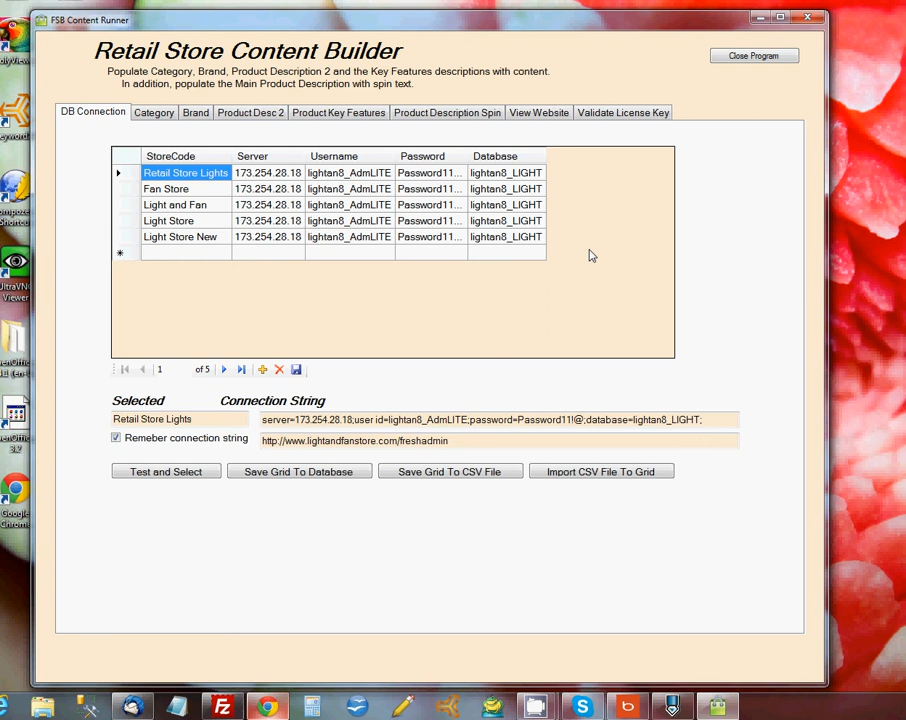 FSB Content Runner
Retail Store Content Builder
Close Program
Populate Category, Brand, Product Description 2 and the Key Features descriptions with content.
In addition, populate the Main Product Description with spin text.
DB Connection Category Brand Product Desc 2 Product Key Features Product Description Spin View Website Validate License Key
StoreCode Server Username Password Database
Retail Store Lights 173.254.28.18 lightan8_AdmLITE Password11... lightan8_LIGHT
Fan Store 173.254.28.18 lightan8_AdmLITE Password11... lightan8_LIGHT
Light and Fan 173.254.28.18 lightan8_AdmLITE Password11... lightan8_LIGHT
Light Store 173.254.28.18 lightan8_AdmLITE Password11... lightan8_LIGHT
Light Store New 173.254.28.18 lightan8_AdmLITE Password11... lightan8_LIGHT
1 of 5
Selected Connection String
Retail Store Lights server=173.254.28.18;user id=lightan8_AdmLITE;password=Password11!@;database=lightan8_LIGHT;
Remeber connection string http://www.lightandfanstore.com/freshadmin
Test and Select Save Grid To Database Save Grid To CSV File Import CSV File To Grid
UltraVNC
Viewer
3.2
Google
Chrome